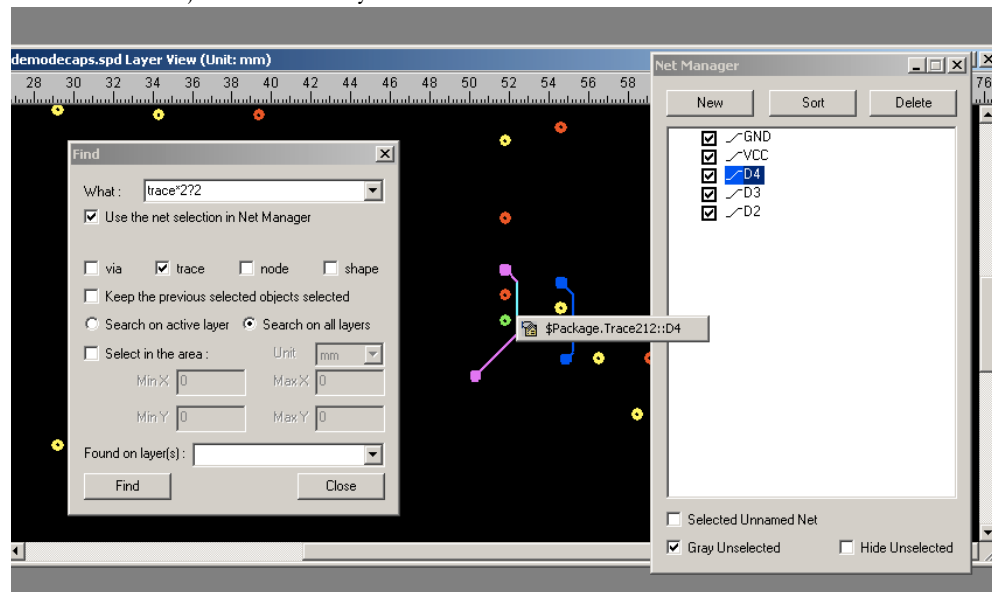 demodecaps.spd Layer View (Unit: mm)
28 30 32 34 36 38 40 42 44 46 48 50 52 54 56 58 76
Find
What : trace*2?2
Use the net selection in Net Manager
via trace node shape
Keep the previous selected objects selected
Search on active layer Search on all layers
Select in the area : Unit mm
Min X 0 Max X 0
Min Y 0 Max Y 0
Found on layer(s) :
Find Close
$Package.Trace212::D4
Net Manager
New Sort Delete
GND
VCC
D4
D3
D2
Selected Unnamed Net
Gray Unselected Hide Unselected